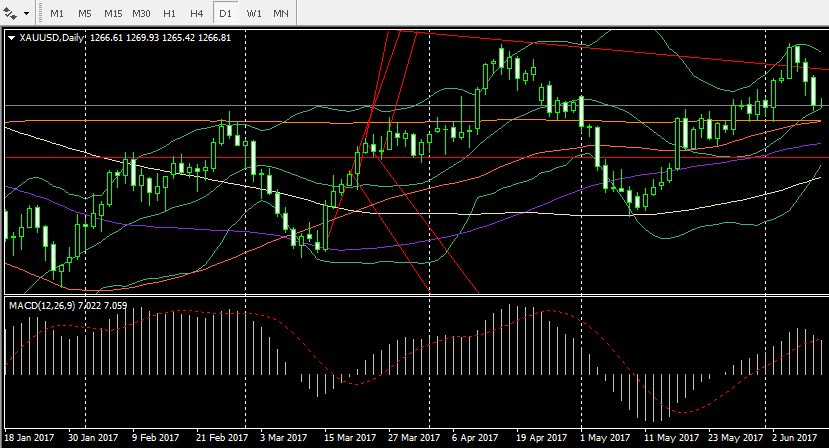 M1 M5 M15 M30 H1 H4 D1 W1 MN
XAUUSD,Daily 1266.61 1269.93 1265.42 1266.81
MACD(12,26,9) 7.022 7.059
18 Jan 2017 30 Jan 2017 9 Feb 2017 21 Feb 2017 3 Mar 2017 15 Mar 2017 27 Mar 2017 6 Apr 2017 19 Apr 2017 1 May 2017 11 May 2017 23 May 2017 2 Jun 2017